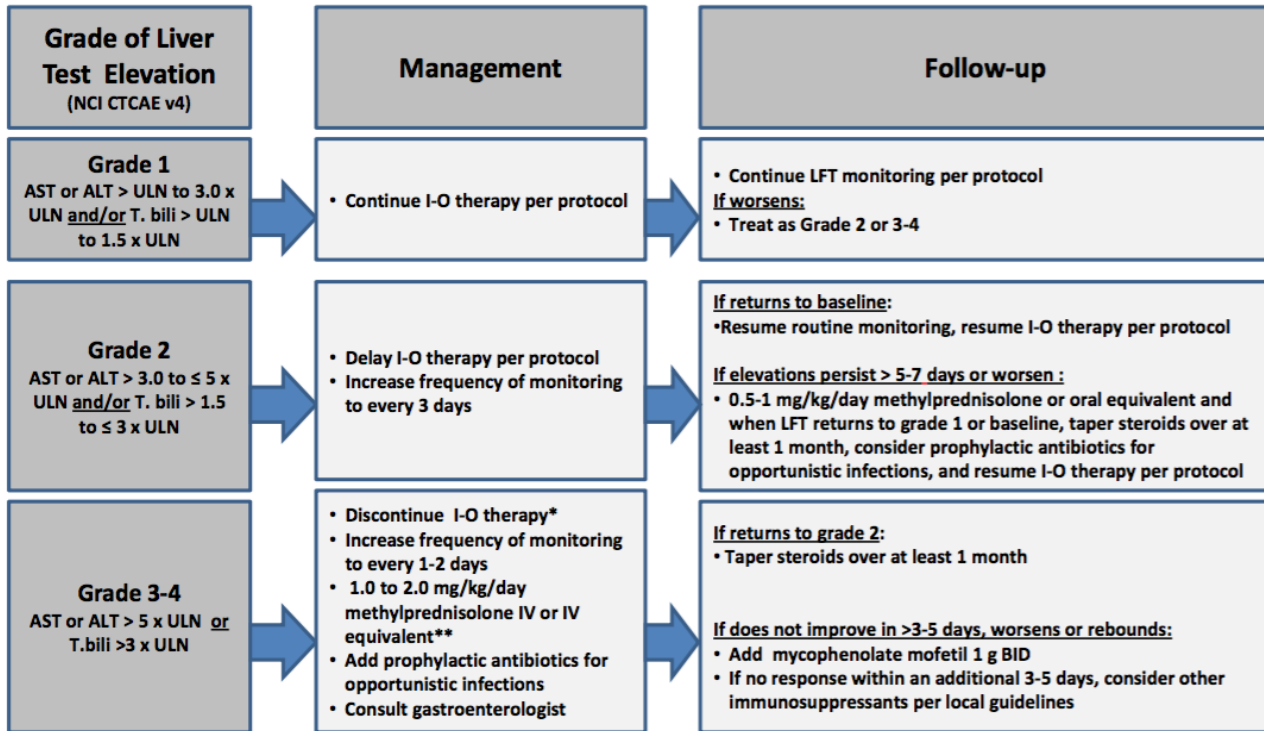 Grade of Liver
Test Elevation
(NCI CTCAE v4)
Management
Follow-up
Grade 1
AST or ALT > ULN to 3.0 x
ULN and/or T. bili > ULN
to 1.5 x ULN
• Continue I-O therapy per protocol
• Continue LFT monitoring per protocol
If worsens:
• Treat as Grade 2 or 3-4
Grade 2
AST or ALT > 3.0 to ≤ 5 x
ULN and/or T. bili > 1.5
to ≤ 3 x ULN
• Delay I-O therapy per protocol
• Increase frequency of monitoring
to every 3 days
If returns to baseline:
•Resume routine monitoring, resume I-O therapy per protocol
If elevations persist > 5-7 days or worsen :
• 0.5-1 mg/kg/day methylprednisolone or oral equivalent and
when LFT returns to grade 1 or baseline, taper steroids over at
least 1 month, consider prophylactic antibiotics for
opportunistic infections, and resume I-O therapy per protocol
Grade 3-4
AST or ALT > 5 x ULN or
T.bili >3 x ULN
• Discontinue I-O therapy*
• Increase frequency of monitoring
to every 1-2 days
• 1.0 to 2.0 mg/kg/day
methylprednisolone IV or IV
equivalent**
• Add prophylactic antibiotics for
opportunistic infections
• Consult gastroenterologist
If returns to grade 2:
• Taper steroids over at least 1 month
If does not improve in >3-5 days, worsens or rebounds:
• Add mycophenolate mofetil 1 g BID
• If no response within an additional 3-5 days, consider other
immunosuppressants per local guidelines